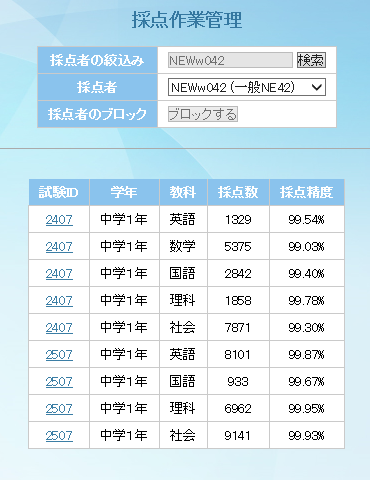 採点作業管理
採点者の絞込み NEWw042 検索
採点者 NEWw042 (一般NE42)
採点者のブロック ブロックする
試験ID 学年 教科 採点数 採点精度
2407 中学1年 英語 1329 99.54%
2407 中学1年 数学 5375 99.03%
2407 中学1年 国語 2842 99.40%
2407 中学1年 理科 1858 99.78%
2407 中学1年 社会 7871 99.30%
2507 中学1年 英語 8101 99.87%
2507 中学1年 国語 933 99.67%
2507 中学1年 理科 6962 99.95%
2507 中学1年 社会 9141 99.93%